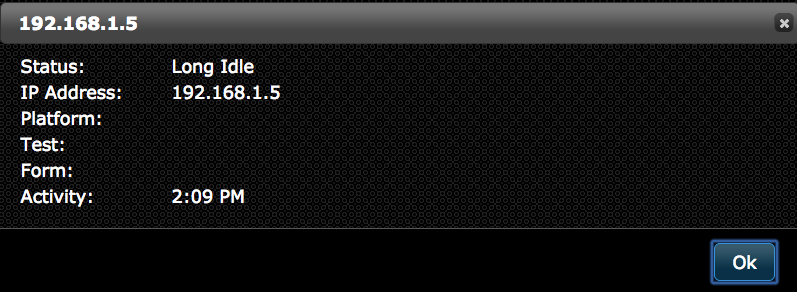 192.168.1.5
Status: Long Idle
IP Address: 192.168.1.5
Platform:
Test:
Form:
Activity: 2:09 PM
Ok